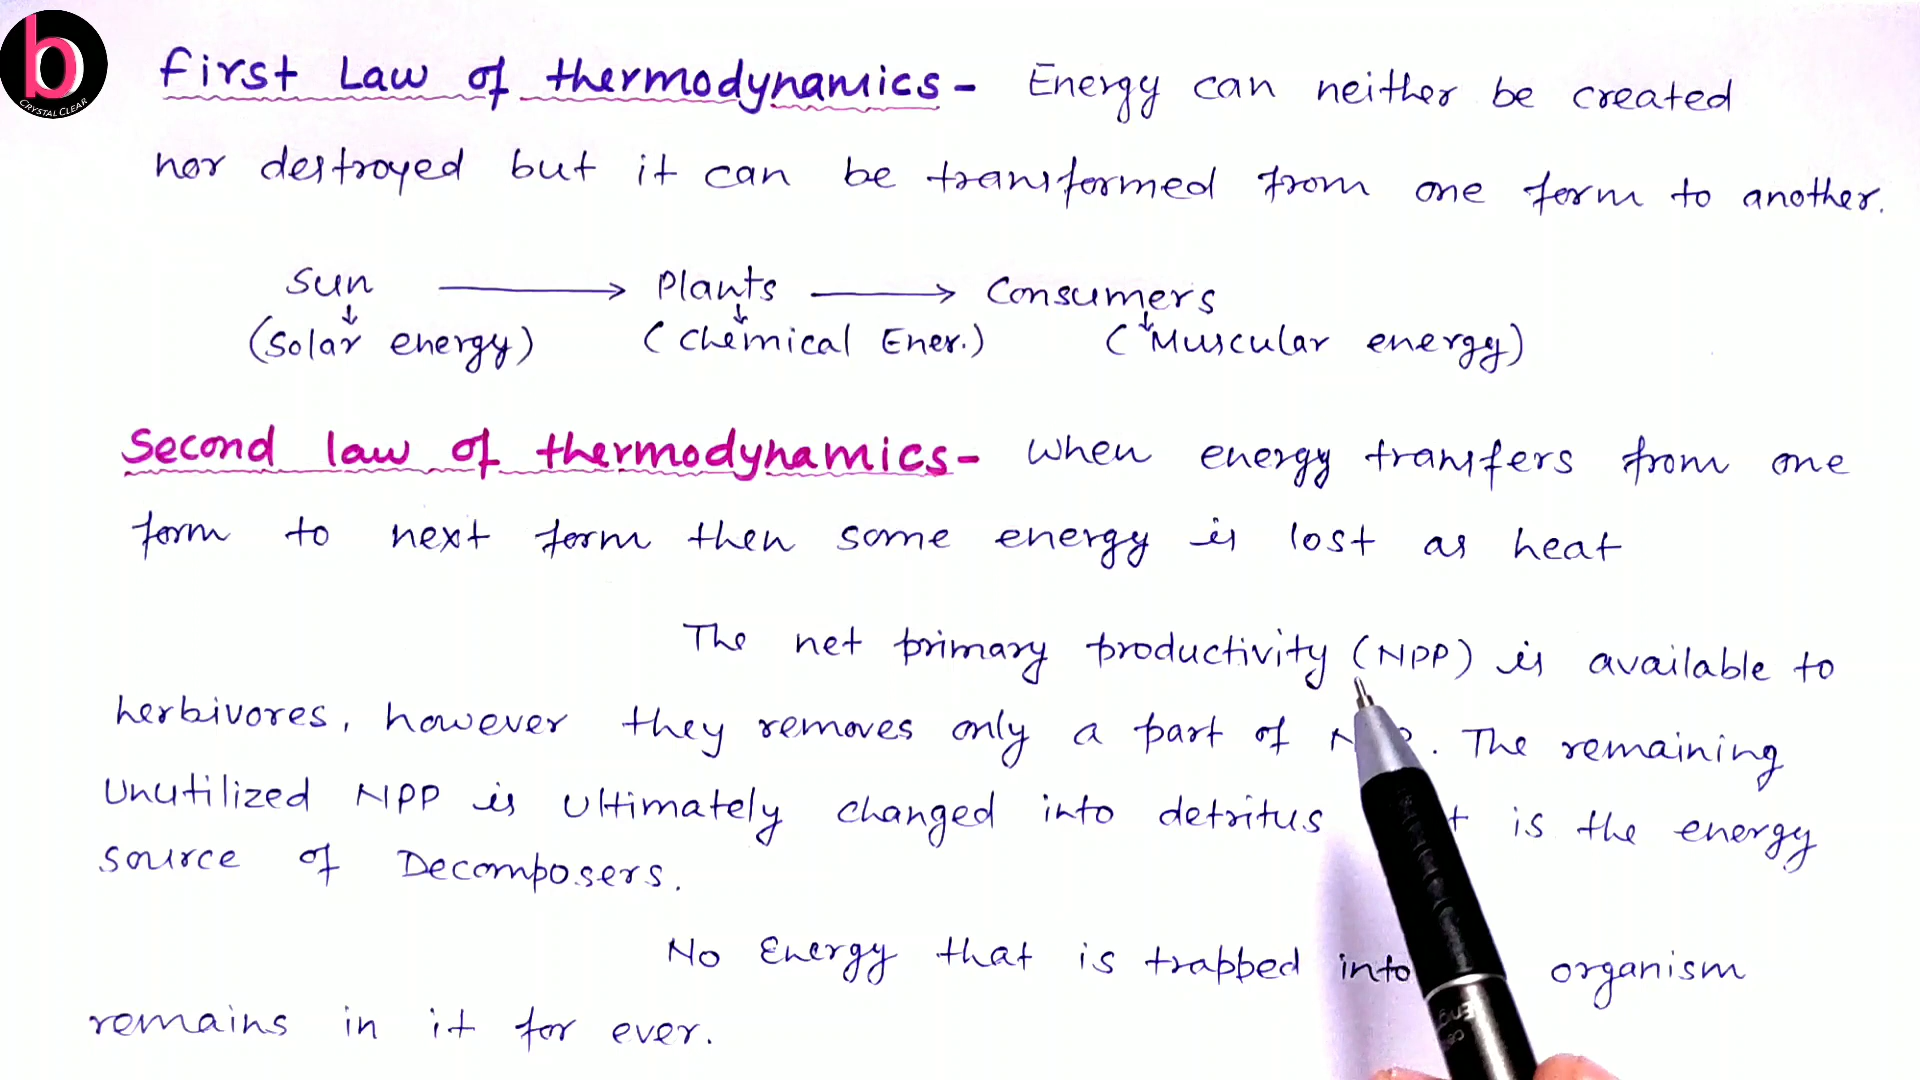 b
CRYSTAL CLEAR
First Law of thermodynamics - Energy can neither be created
nor destroyed but it can be transformed from one form to another.
Sun → Plants → Consumers
↓ ↓ ↓
(Solar energy) (Chemical Ener.) (Muscular energy)
Second law of thermodynamics - When energy transfers from one
form to next form then some energy is lost as heat
The net primary productivity (NPP) is available to
herbivores, however they removes only a part of . The remaining
Unutilized NPP is ultimately changed into detritus is the energy
source of Decomposers.
No Energy that is trapped into organism
remains in it for ever.